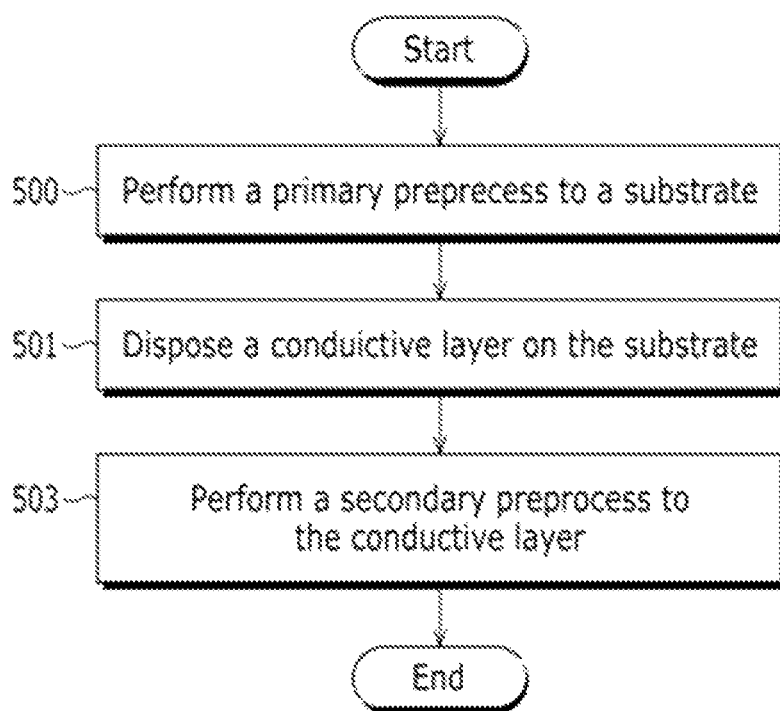 Start
500
Perform a primary preprecess to a substrate
501
Dispose a conduictive layer on the substrate
503
Perform a secondary preprocess to
the conductive layer
End